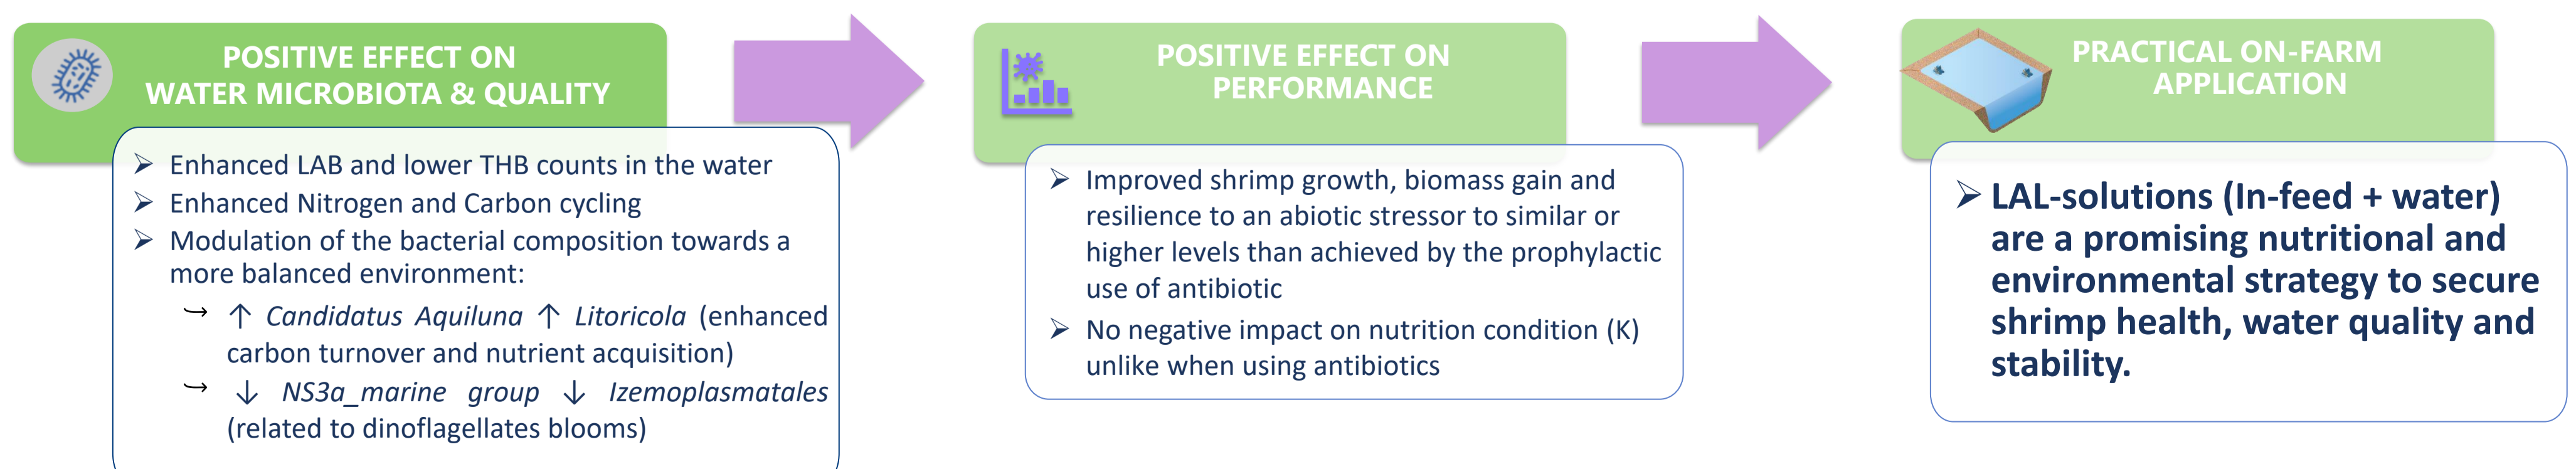 POSITIVE EFFECT ON
WATER MICROBIOTA & QUALITY
➢ Enhanced LAB and lower THB counts in the water
➢ Enhanced Nitrogen and Carbon cycling
➢ Modulation of the bacterial composition towards a
more balanced environment:
↪ ↑ Candidatus Aquiluna ↑ Litoricola (enhanced
carbon turnover and nutrient acquisition)
↪ ↓ NS3a_marine group ↓ Izemoplasmatales
(related to dinoflagellates blooms)
POSITIVE EFFECT ON
PERFORMANCE
➢ Improved shrimp growth, biomass gain and
resilience to an abiotic stressor to similar or
higher levels than achieved by the prophylactic
use of antibiotic
➢ No negative impact on nutrition condition (K)
unlike when using antibiotics
PRACTICAL ON-FARM
APPLICATION
➢ LAL-solutions (In-feed + water)
are a promising nutritional and
environmental strategy to secure
shrimp health, water quality and
stability.